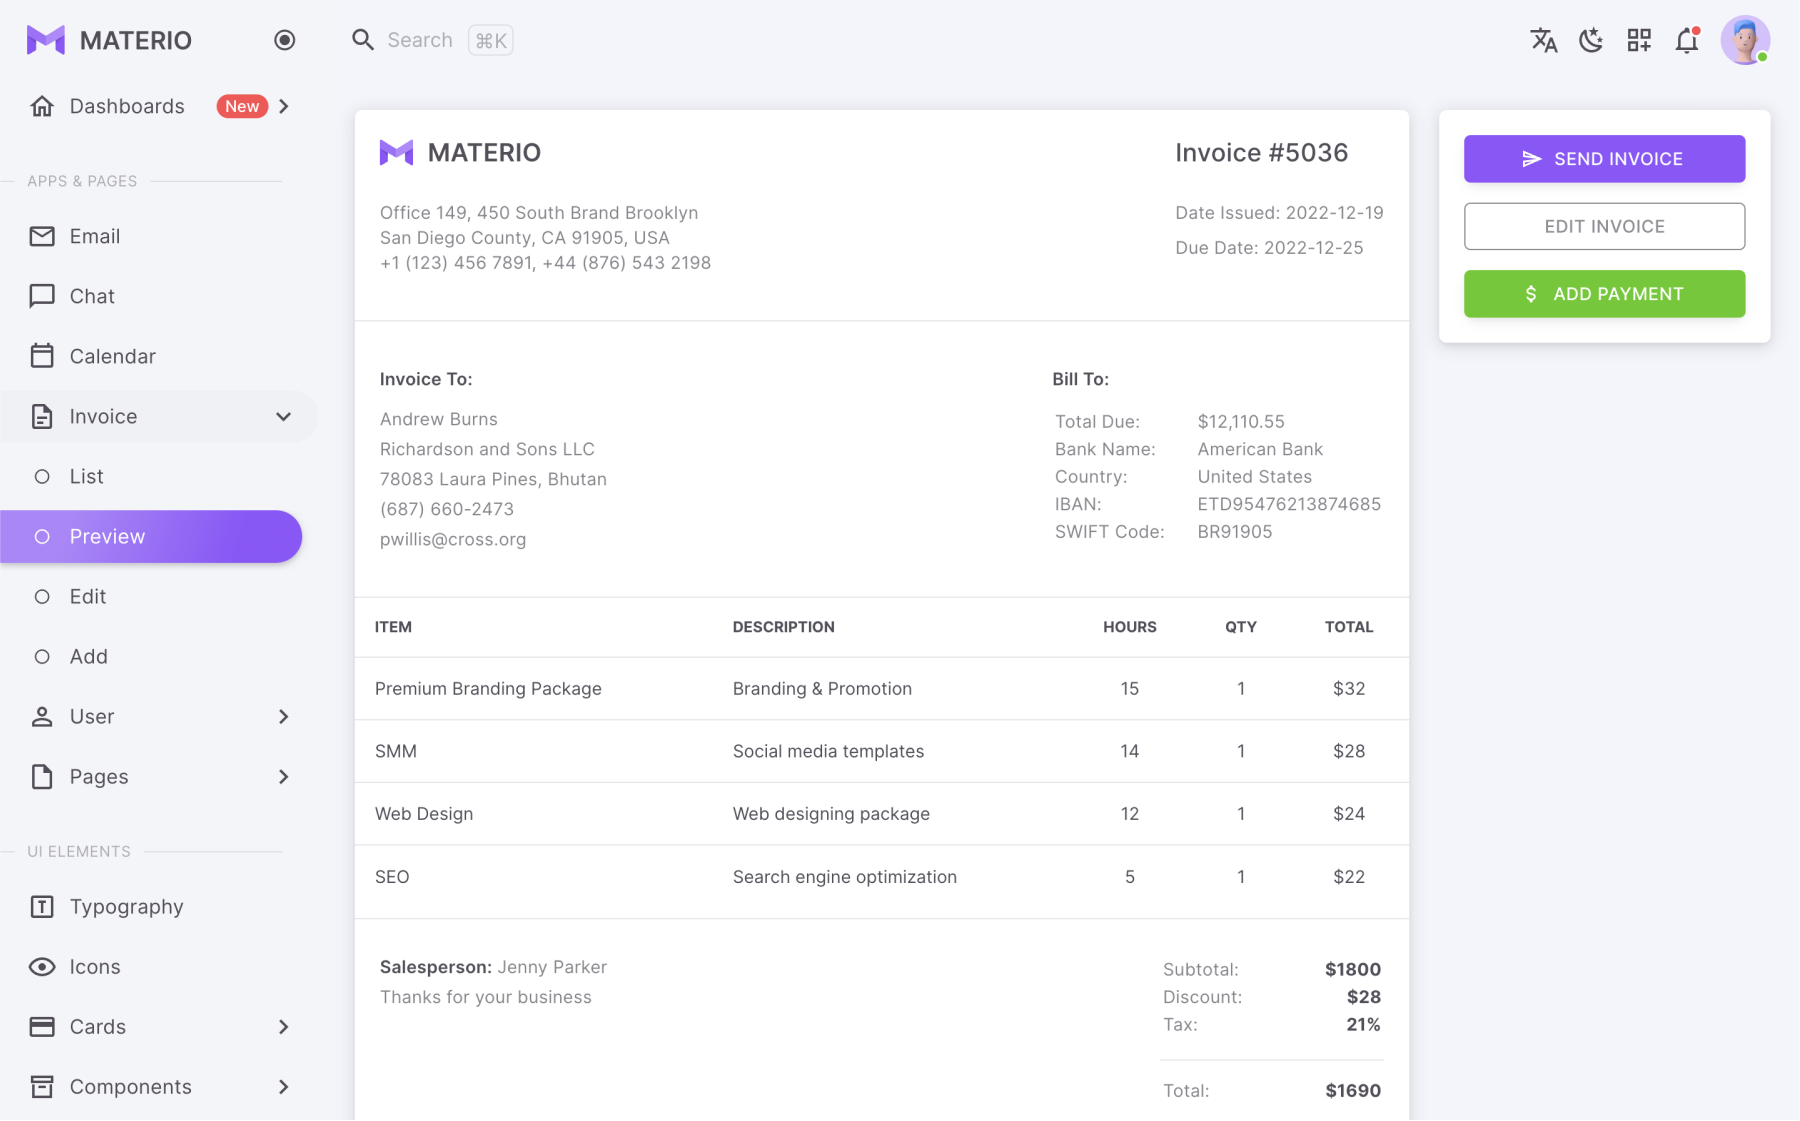 MATERIO
Search ⌘K
Dashboards New
APPS & PAGES
Email
Chat
Calendar
Invoice
List
Preview
Edit
Add
User
Pages
UI ELEMENTS
Typography
Icons
Cards
Components
MATERIO
Invoice #5036
Office 149, 450 South Brand Brooklyn
San Diego County, CA 91905, USA
+1 (123) 456 7891, +44 (876) 543 2198
Date Issued: 2022-12-19
Due Date: 2022-12-25
Invoice To:
Andrew Burns
Richardson and Sons LLC
78083 Laura Pines, Bhutan
(687) 660-2473
pwillis@cross.org
Bill To:
Total Due: $12,110.55
Bank Name: American Bank
Country: United States
IBAN: ETD95476213874685
SWIFT Code: BR91905
ITEM DESCRIPTION HOURS QTY TOTAL
Premium Branding Package Branding & Promotion 15 1 $32
SMM Social media templates 14 1 $28
Web Design Web designing package 12 1 $24
SEO Search engine optimization 5 1 $22
Salesperson: Jenny Parker
Thanks for your business
Subtotal: $1800
Discount: $28
Tax: 21%
Total: $1690
SEND INVOICE
EDIT INVOICE
$ ADD PAYMENT